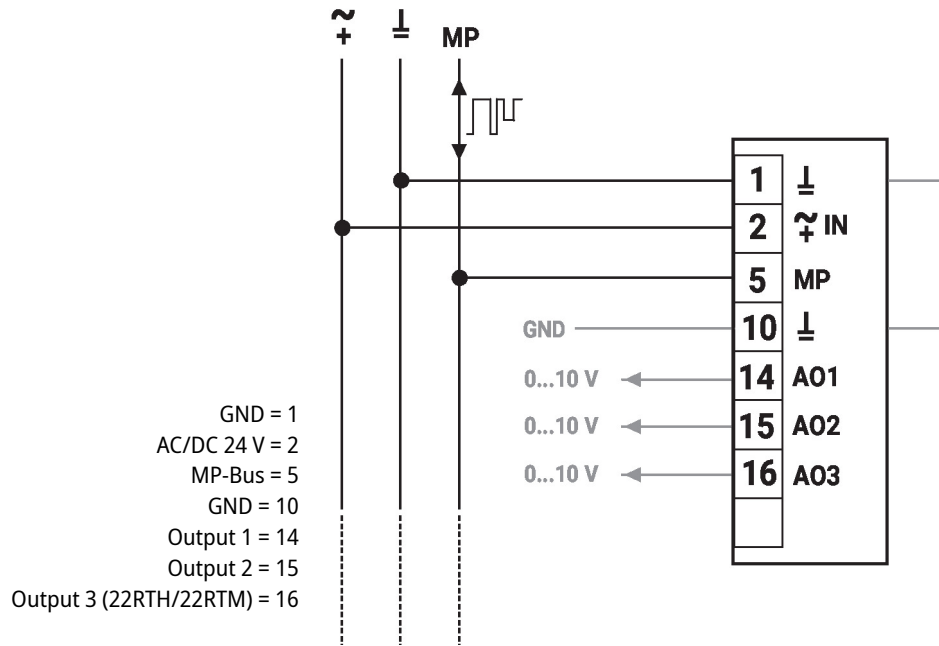 ~
+
⊥
MP
1 ⊥
2 ~
+ IN
5 MP
GND 10 ⊥
0...10 V 14 AO1
0...10 V 15 AO2
0...10 V 16 AO3
GND = 1
AC/DC 24 V = 2
MP-Bus = 5
GND = 10
Output 1 = 14
Output 2 = 15
Output 3 (22RTH/22RTM) = 16